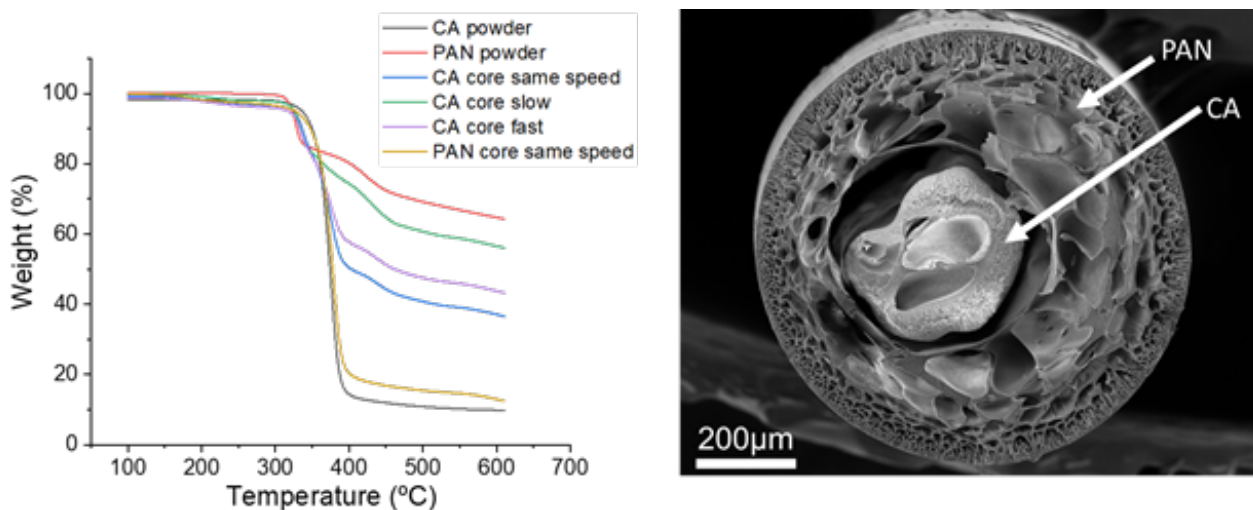 CA powder
PAN powder
CA core same speed
CA core slow
CA core fast
PAN core same speed
Weight (%)
100
80
60
40
20
0
100 200 300 400 500 600 700
Temperature (ºC)
PAN
CA
200µm